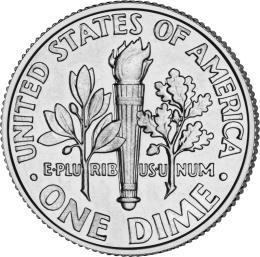 UNITED STATES OF AMERICA
E·PLURIBUS·UNUM
· ONE DIME ·